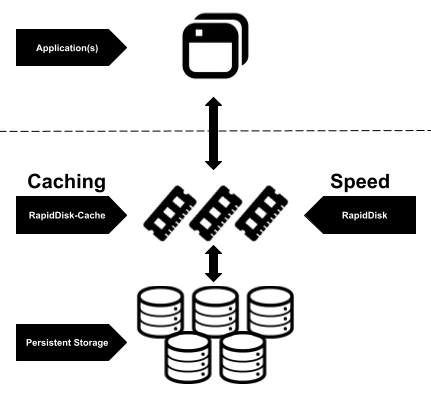 Application(s)
Caching
Speed
RapidDisk-Cache
RapidDisk
Persistent Storage